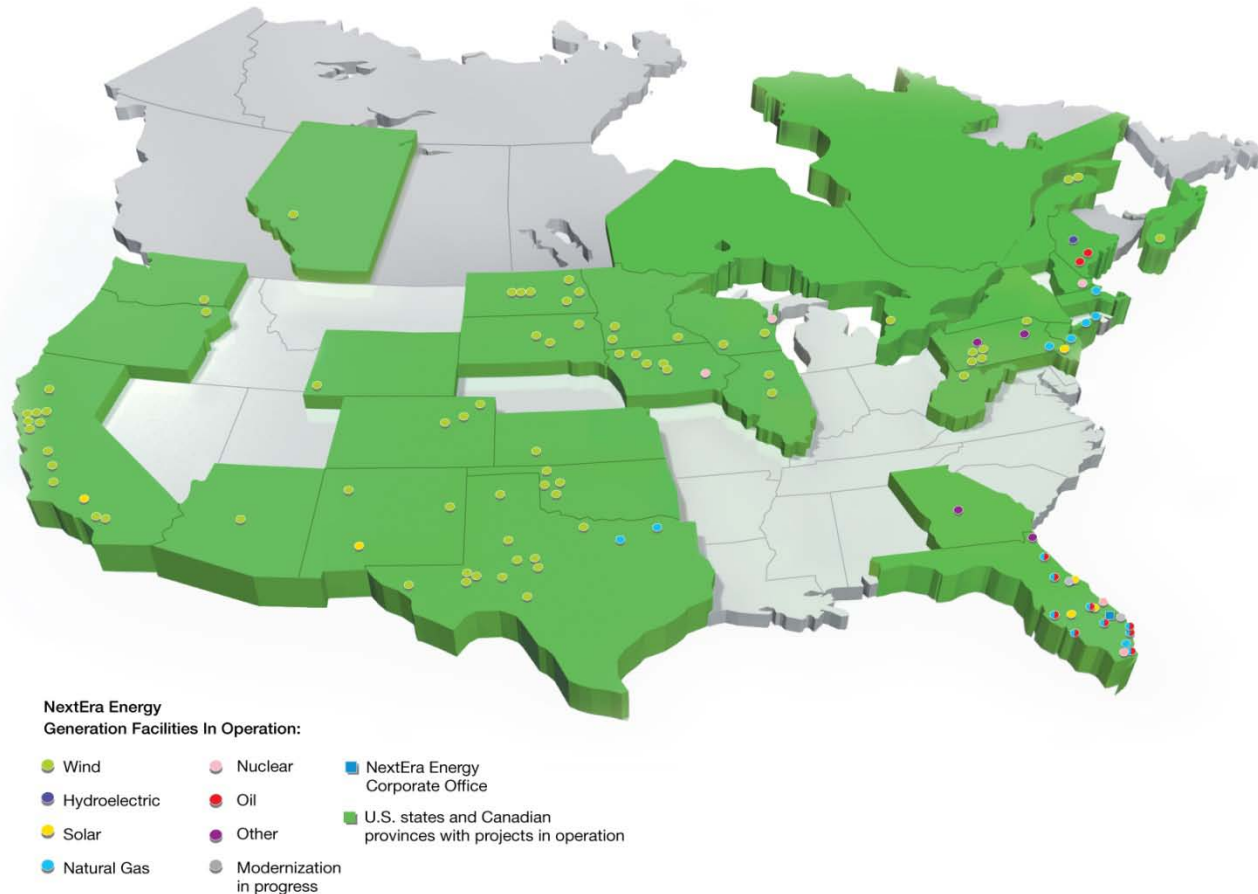 NextEra Energy
Generation Facilities In Operation:
Wind
Hydroelectric
Solar
Natural Gas
Nuclear
Oil
Other
Modernization
in progress
NextEra Energy
Corporate Office
U.S. states and Canadian
provinces with projects in operation